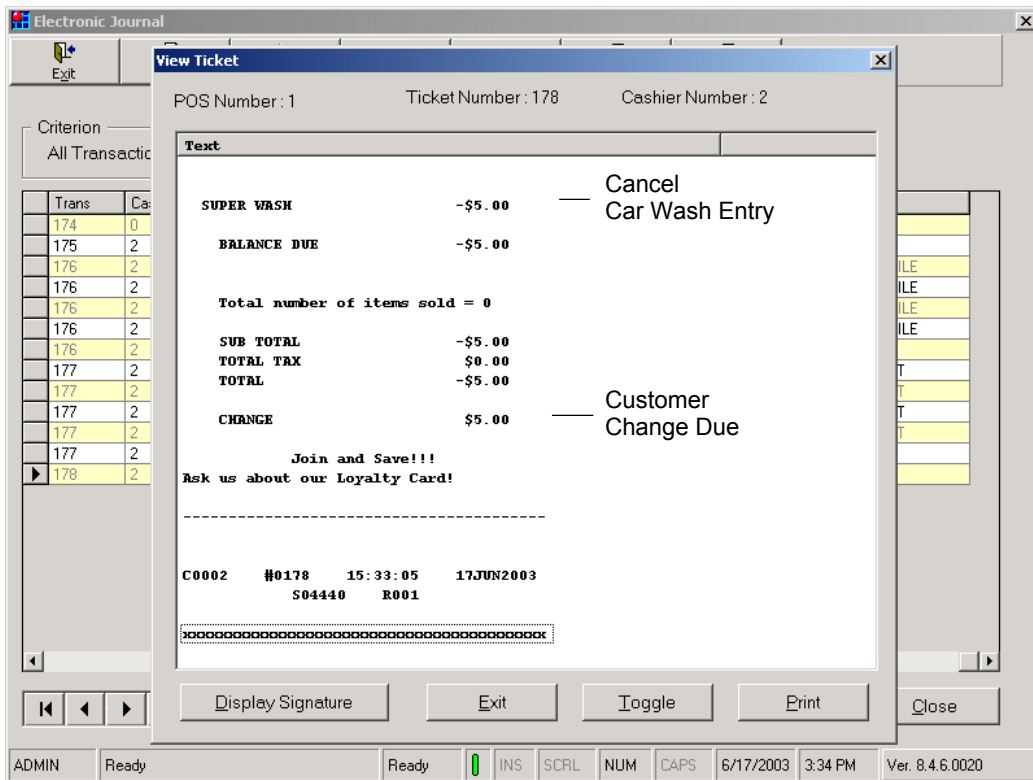 Electronic Journal
Exit
View Ticket
POS Number : 1 Ticket Number : 178 Cashier Number : 2
Criterion
All Transactio
Text
SUPER WASH -$5.00
Cancel
Car Wash Entry
BALANCE DUE -$5.00
Total number of items sold = 0
SUB TOTAL -$5.00
TOTAL TAX $0.00
TOTAL -$5.00
CHANGE $5.00
Customer
Change Due
Join and Save!!!
Ask us about our Loyalty Card!
----------------------------------------
C0002 #0178 15:33:05 17JUN2003
S04440 R001
xxxxxxxxxxxxxxxxxxxxxxxxxxxxxxxxxxxxxxxx
Trans Ca
174 0
175 2
176 2 ILE
176 2 ILE
176 2 ILE
176 2 ILE
176 2
177 2 T
177 2 T
177 2 T
177 2 T
177 2
178 2
Display Signature Exit Toggle Print
Close
ADMIN Ready Ready INS SCRL NUM CAPS 6/17/2003 3:34 PM Ver. 8.4.6.0020